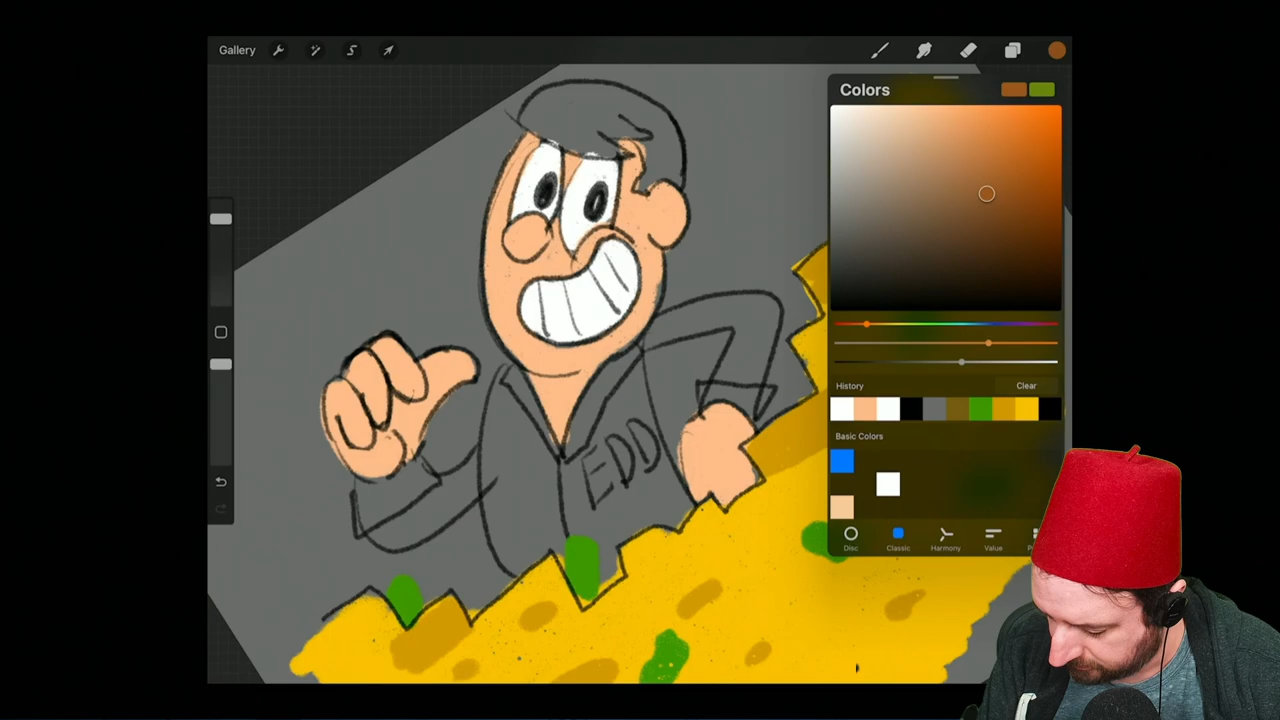 Gallery
Colors
History
Clear
Basic Colors
Disc
Classic
Harmony
Value
EDD